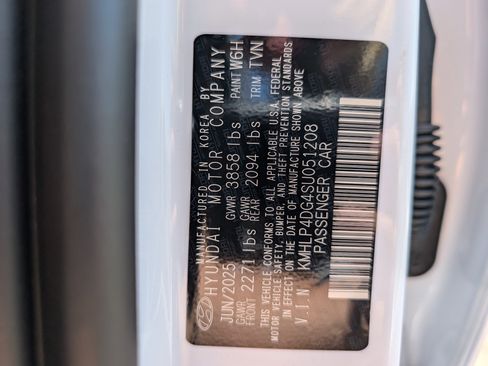 MANUFACTURED IN KOREA BY
HYUNDAI MOTOR COMPANY
JUN/2025 GVWR 3858 lbs PAINT W6H
GAWR FRONT 2271 lbs GAWR REAR 2094 lbs TRIM TVN
THIS VEHICLE CONFORMS TO ALL APPLICABLE U.S.A. FEDERAL
MOTOR VEHICLE SAFETY, BUMPER, AND THEFT PREVENTION STANDARDS
IN EFFECT ON THE DATE OF MANUFACTURE SHOWN ABOVE
V.I.N KMHLP4DG4SU051208
PASSENGER CAR